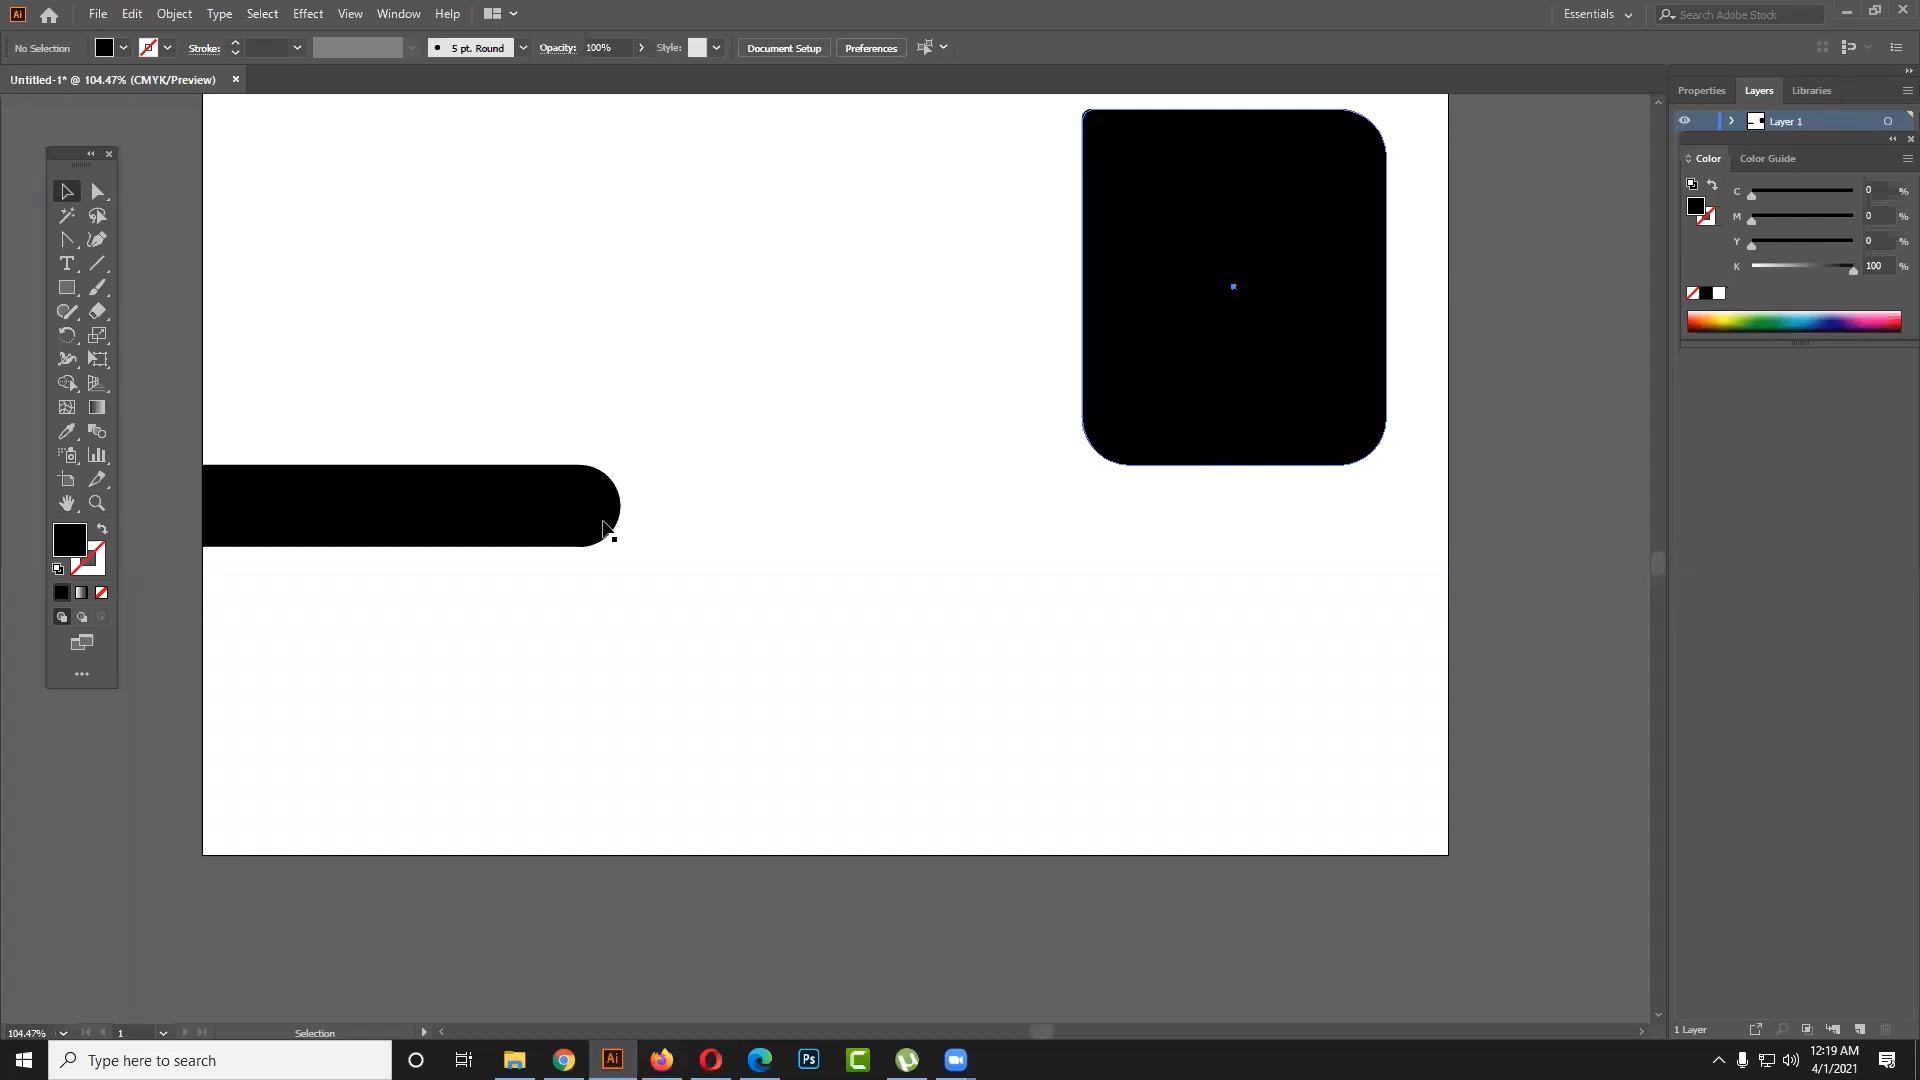 Ai File Edit Object Type Select Effect View Window Help Essentials Search Adobe Stock
No Selection Stroke: 5 pt. Round Opacity: 100% Style: Document Setup Preferences
Untitled-1* @ 104.47% (CMYK/Preview)
Properties Layers Libraries
Layer 1
Color Color Guide
C 0 %
M 0 %
Y 0 %
K 100 %
T
104.47% 1 Selection
1 Layer
Type here to search Ai Ps C 12:19 AM
4/1/2021